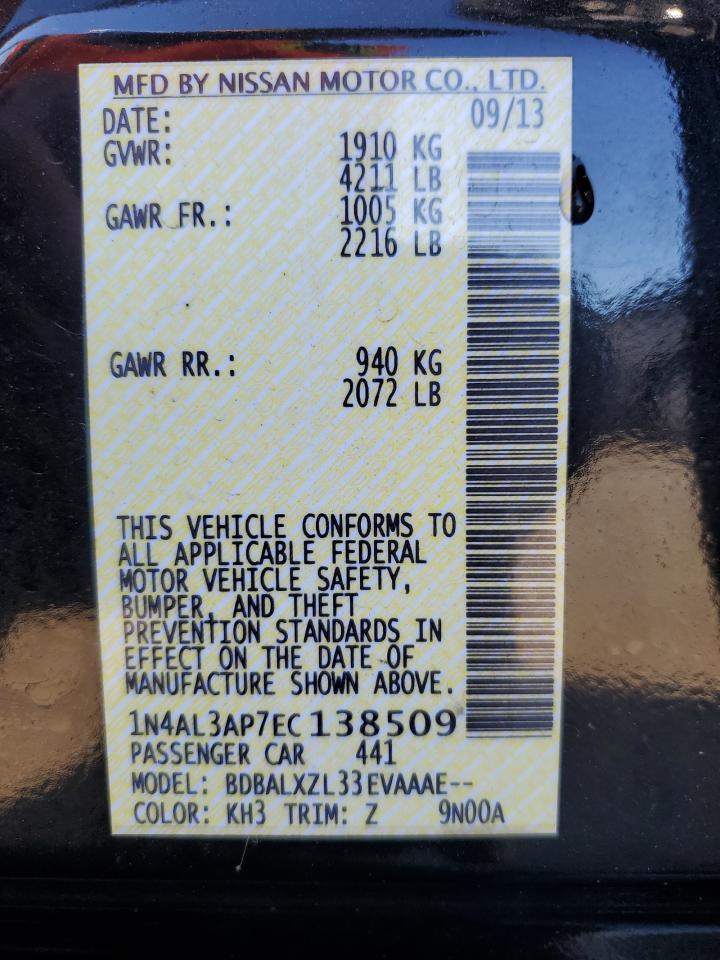 MFD BY NISSAN MOTOR CO., LTD.
DATE: 09/13
GVWR: 1910 KG
4211 LB
GAWR FR.: 1005 KG
2216 LB
GAWR RR.: 940 KG
2072 LB
THIS VEHICLE CONFORMS TO
ALL APPLICABLE FEDERAL
MOTOR VEHICLE SAFETY,
BUMPER, AND THEFT
PREVENTION STANDARDS IN
EFFECT ON THE DATE OF
MANUFACTURE SHOWN ABOVE.
1N4AL3AP7EC138509
PASSENGER CAR 441
MODEL: BDBALXZL33EVAAAE--
COLOR: KH3 TRIM: Z 9N00A